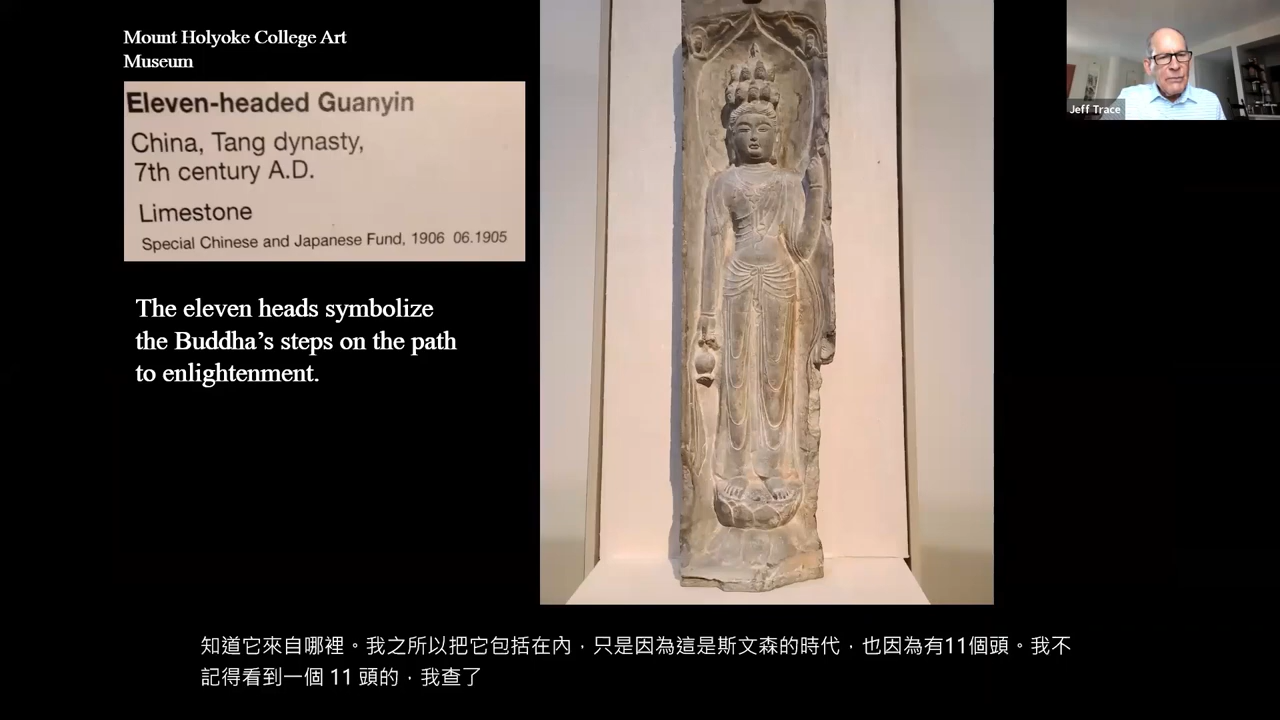 Mount Holyoke College Art
Museum
Eleven-headed Guanyin
China, Tang dynasty,
7th century A.D.
Limestone
Special Chinese and Japanese Fund, 1906 06.1905
The eleven heads symbolize
the Buddha’s steps on the path
to enlightenment.
Jeff Trace
知道它來自哪裡。我之所以把它包括在內，只是因為這是斯文森的時代，也因為有11個頭。我不
記得看到一個 11 頭的，我查了